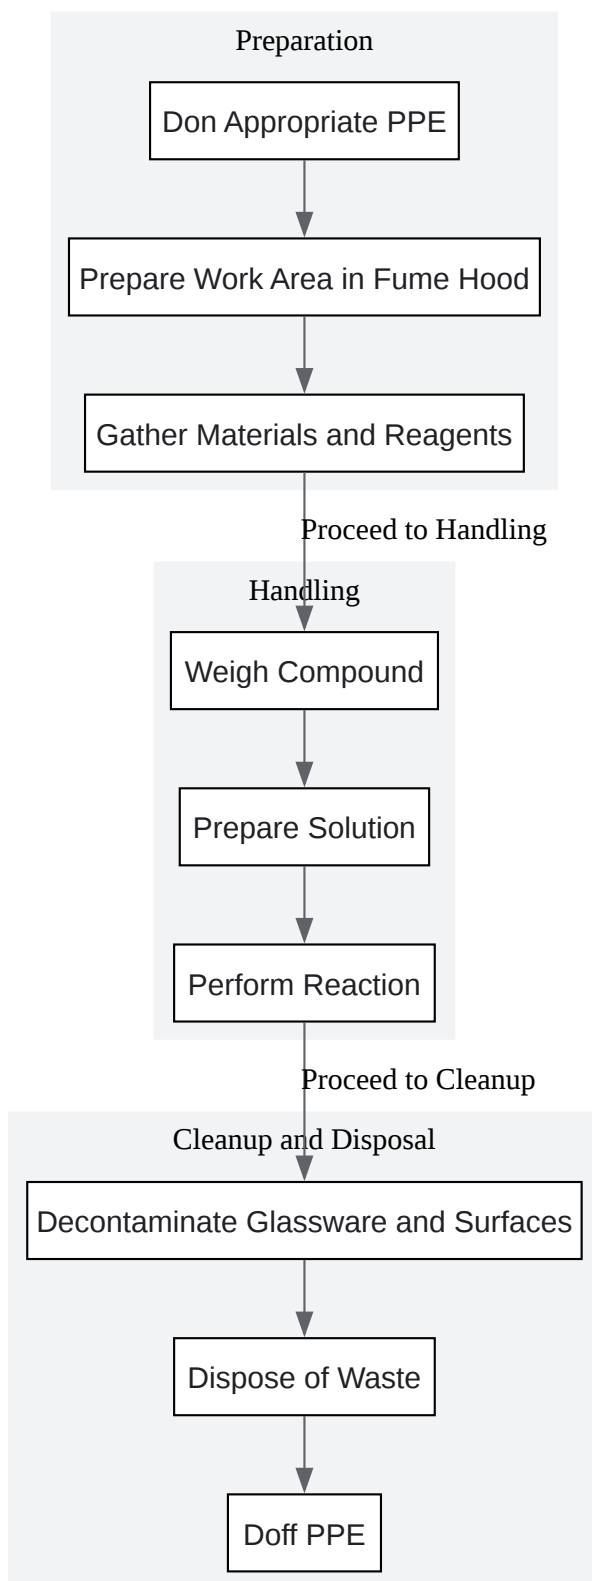 Preparation
Don Appropriate PPE
Prepare Work Area in Fume Hood
Gather Materials and Reagents
Proceed to Handling
Handling
Weigh Compound
Prepare Solution
Perform Reaction
Proceed to Cleanup
Cleanup and Disposal
Decontaminate Glassware and Surfaces
Dispose of Waste
Doff PPE